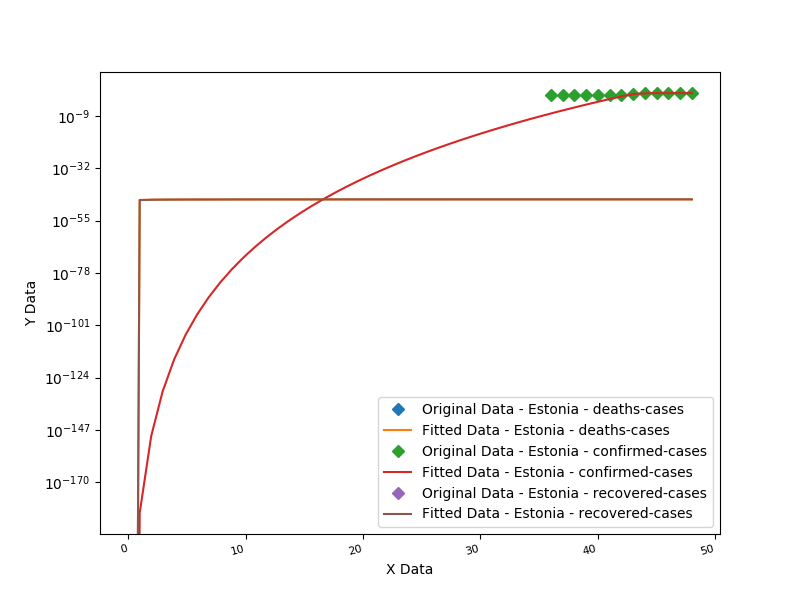 10^−9
10^−32
10^−55
10^−78
10^−101
10^−124
10^−147
10^−170
Y Data
Original Data - Estonia - deaths-cases
Fitted Data - Estonia - deaths-cases
Original Data - Estonia - confirmed-cases
Fitted Data - Estonia - confirmed-cases
Original Data - Estonia - recovered-cases
Fitted Data - Estonia - recovered-cases
0 10 20 30 40 50
X Data